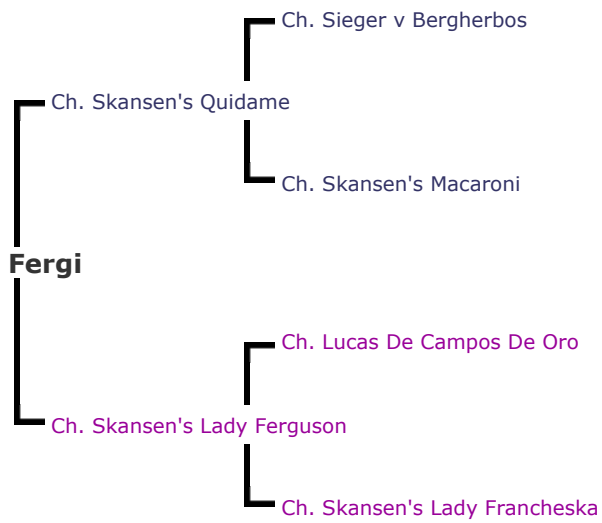 Ch. Sieger v Bergherbos
Ch. Skansen's Quidame
Ch. Skansen's Macaroni
Fergi
Ch. Lucas De Campos De Oro
Ch. Skansen's Lady Ferguson
Ch. Skansen's Lady Francheska